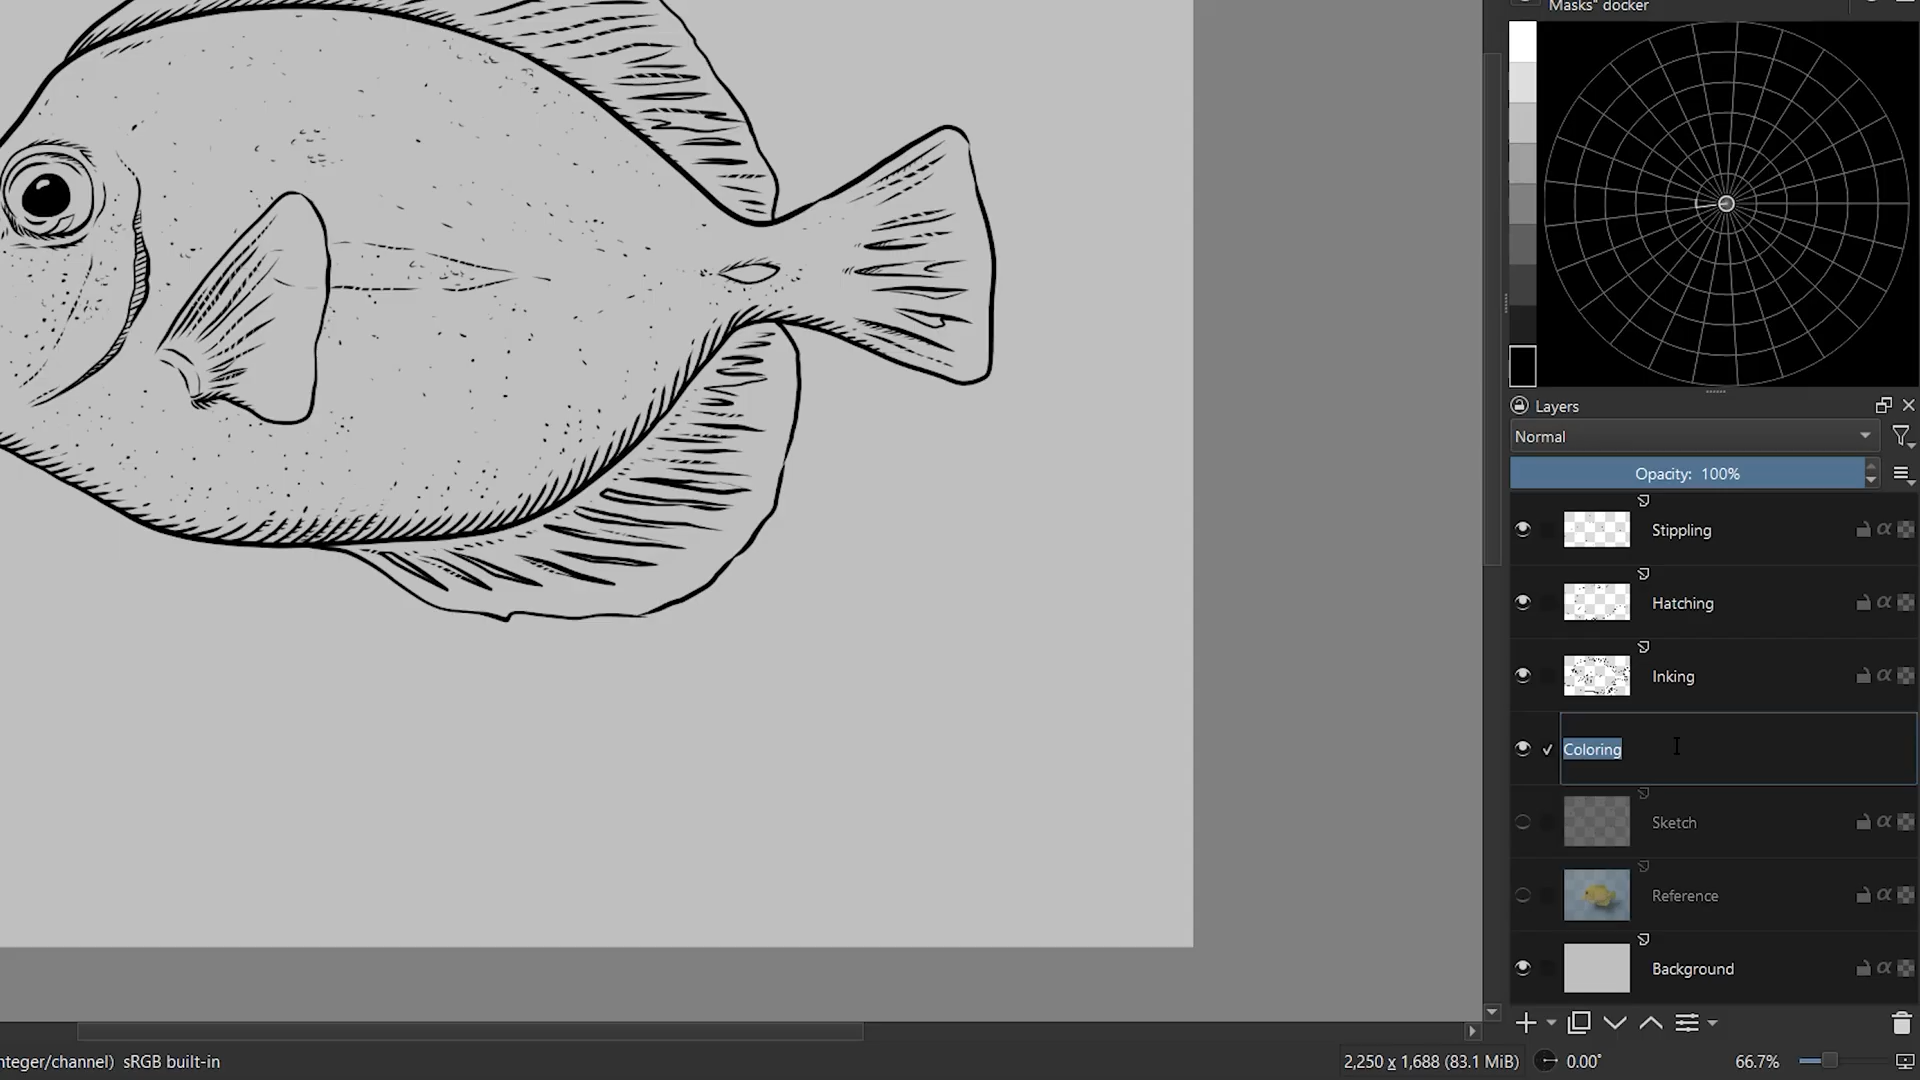 Masks" docker
Layers
Normal
Opacity: 100%
Stippling
Hatching
Inking
Coloring
Sketch
Reference
Background
nteger/channel) sRGB built-in
2,250 x 1,688 (83.1 MiB)
0.00°
66.7%